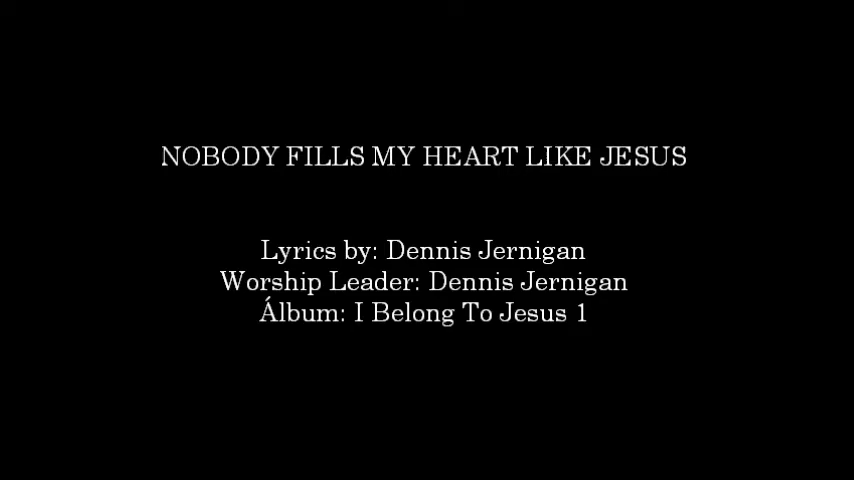 NOBODY FILLS MY HEART LIKE JESUS
Lyrics by: Dennis Jernigan
Worship Leader: Dennis Jernigan
Álbum: I Belong To Jesus 1